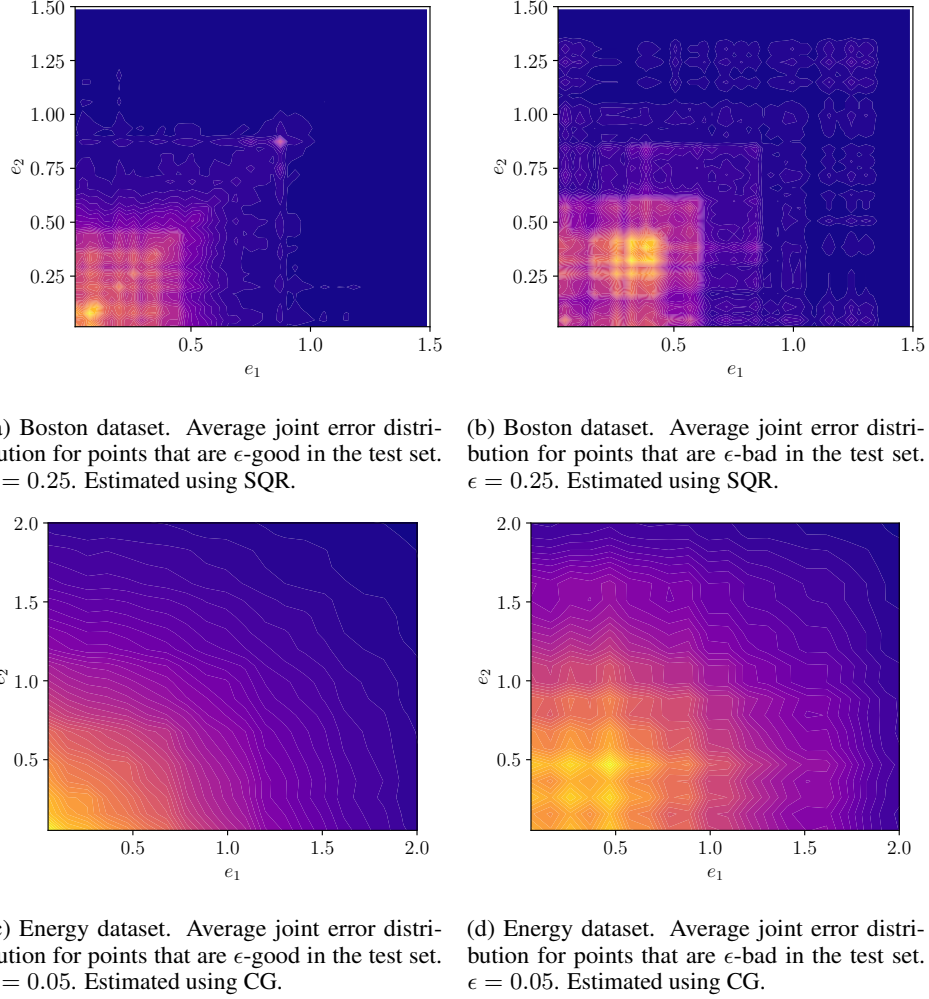 1.50
1.25
1.00
0.75
0.50
0.25
e₂
0.5
1.0
1.5
e₁
1.50
1.25
1.00
0.75
0.50
0.25
e₂
0.5
1.0
1.5
e₁
) Boston dataset. Average joint error distri-
ution for points that are ϵ-good in the test set.
= 0.25. Estimated using SQR.
(b) Boston dataset. Average joint error distri-
bution for points that are ϵ-bad in the test set.
ϵ = 0.25. Estimated using SQR.
2.0
1.5
1.0
0.5
e₂
0.5
1.0
1.5
2.0
e₁
2.0
1.5
1.0
0.5
e₂
0.5
1.0
1.5
2.0
e₁
) Energy dataset. Average joint error distri-
ution for points that are ϵ-good in the test set.
= 0.05. Estimated using CG.
(d) Energy dataset. Average joint error distri-
bution for points that are ϵ-bad in the test set.
ϵ = 0.05. Estimated using CG.